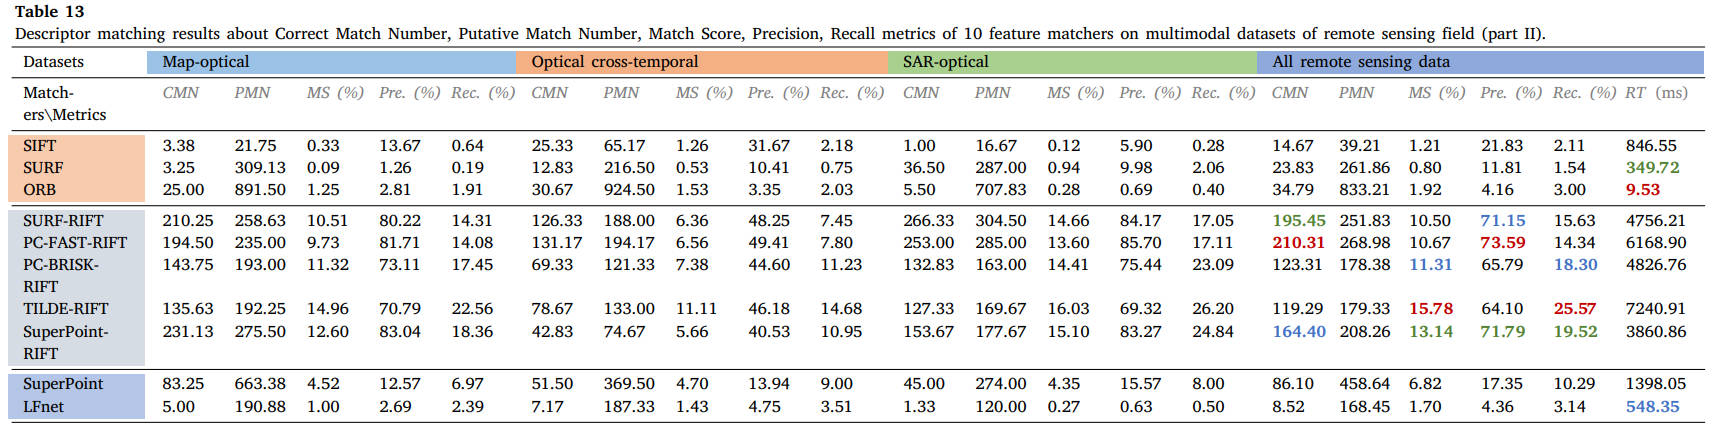 Table 13
Descriptor matching results about Correct Match Number, Putative Match Number, Match Score, Precision, Recall metrics of 10 feature matchers on multimodal datasets of remote sensing field (part II).
Datasets Map-optical Optical cross-temporal SAR-optical All remote sensing data
Match- CMN PMN MS (%) Pre. (%) Rec. (%) CMN PMN MS (%) Pre. (%) Rec. (%) CMN PMN MS (%) Pre. (%) Rec. (%) CMN PMN MS (%) Pre. (%) Rec. (%) RT (ms)
ers\Metrics
SIFT 3.38 21.75 0.33 13.67 0.64 25.33 65.17 1.26 31.67 2.18 1.00 16.67 0.12 5.90 0.28 14.67 39.21 1.21 21.83 2.11 846.55
SURF 3.25 309.13 0.09 1.26 0.19 12.83 216.50 0.53 10.41 0.75 36.50 287.00 0.94 9.98 2.06 23.83 261.86 0.80 11.81 1.54 349.72
ORB 25.00 891.50 1.25 2.81 1.91 30.67 924.50 1.53 3.35 2.03 5.50 707.83 0.28 0.69 0.40 34.79 833.21 1.92 4.16 3.00 9.53
SURF-RIFT 210.25 258.63 10.51 80.22 14.31 126.33 188.00 6.36 48.25 7.45 266.33 304.50 14.66 84.17 17.05 195.45 251.83 10.50 71.15 15.63 4756.21
PC-FAST-RIFT 194.50 235.00 9.73 81.71 14.08 131.17 194.17 6.56 49.41 7.80 253.00 285.00 13.60 85.70 17.11 210.31 268.98 10.67 73.59 14.34 6168.90
PC-BRISK- 143.75 193.00 11.32 73.11 17.45 69.33 121.33 7.38 44.60 11.23 132.83 163.00 14.41 75.44 23.09 123.31 178.38 11.31 65.79 18.30 4826.76
RIFT
TILDE-RIFT 135.63 192.25 14.96 70.79 22.56 78.67 133.00 11.11 46.18 14.68 127.33 169.67 16.03 69.32 26.20 119.29 179.33 15.78 64.10 25.57 7240.91
SuperPoint- 231.13 275.50 12.60 83.04 18.36 42.83 74.67 5.66 40.53 10.95 153.67 177.67 15.10 83.27 24.84 164.40 208.26 13.14 71.79 19.52 3860.86
RIFT
SuperPoint 83.25 663.38 4.52 12.57 6.97 51.50 369.50 4.70 13.94 9.00 45.00 274.00 4.35 15.57 8.00 86.10 458.64 6.82 17.35 10.29 1398.05
LFnet 5.00 190.88 1.00 2.69 2.39 7.17 187.33 1.43 4.75 3.51 1.33 120.00 0.27 0.63 0.50 8.52 168.45 1.70 4.36 3.14 548.35